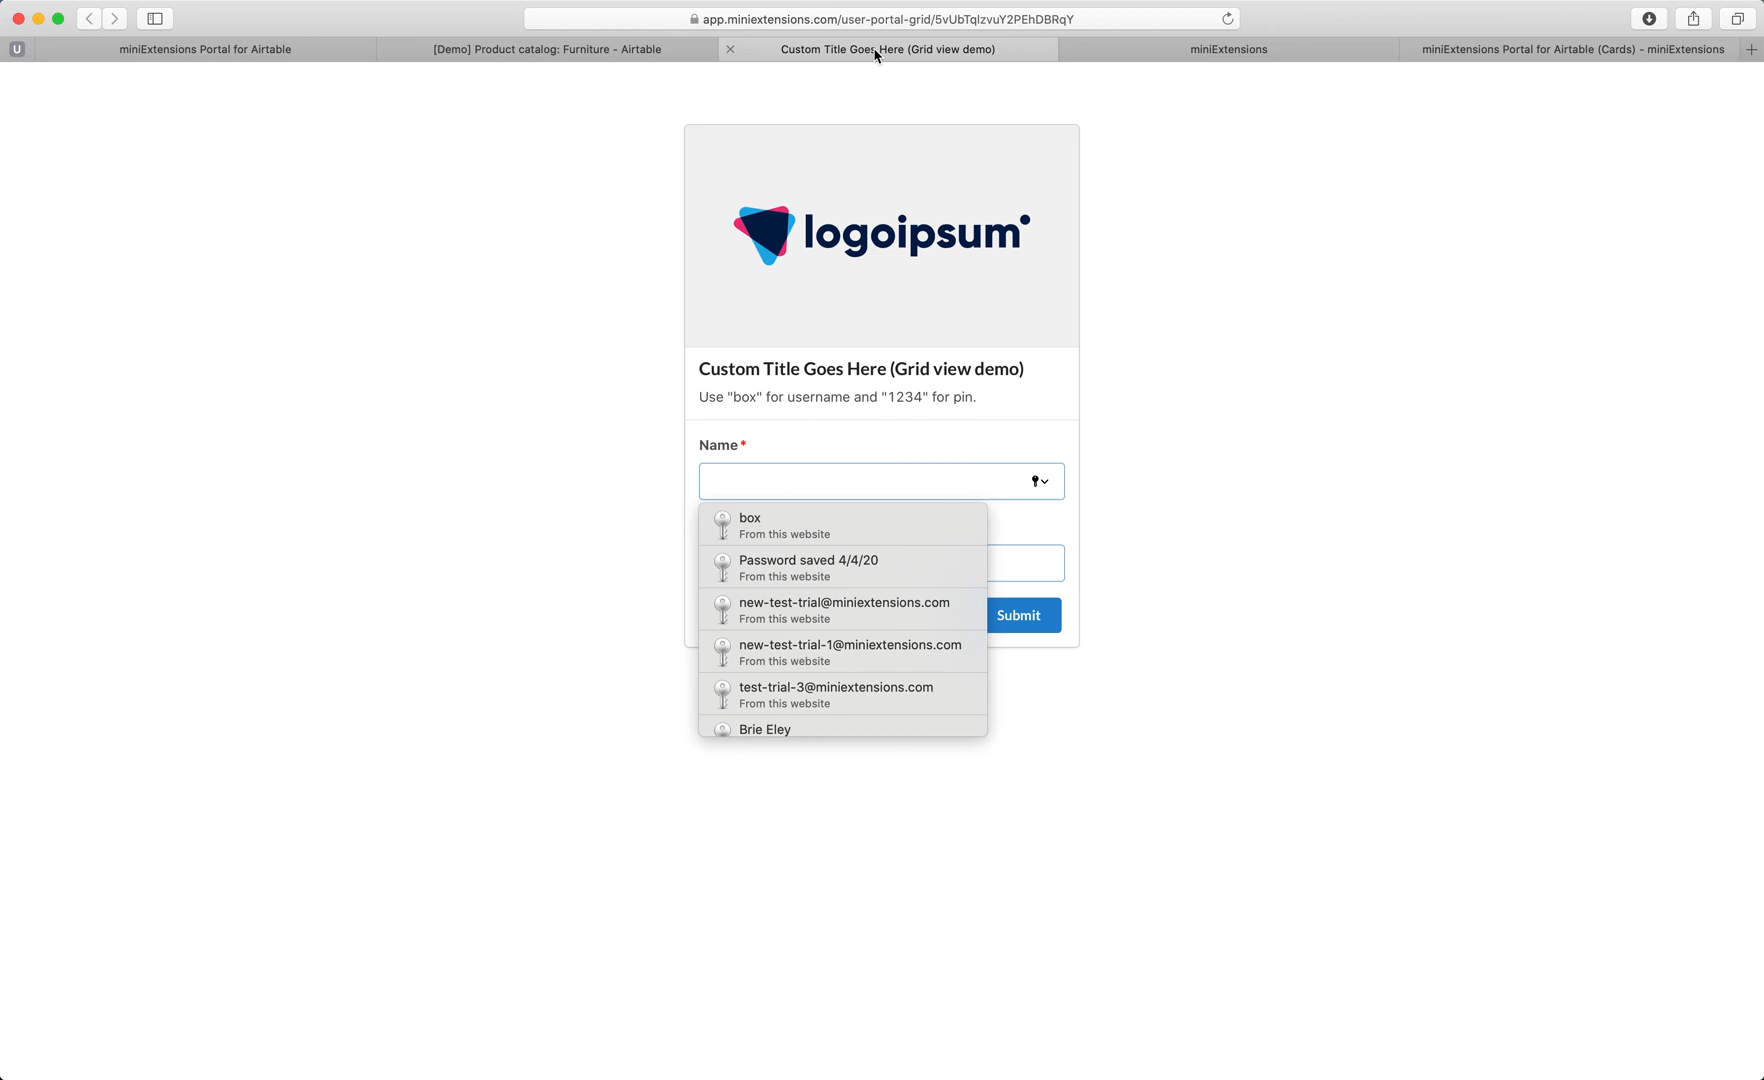 app.miniextensions.com/user-portal-grid/5vUbTqIzvuY2PEhDBRqY
U
miniExtensions Portal for Airtable
[Demo] Product catalog: Furniture - Airtable
Custom Title Goes Here (Grid view demo)
miniExtensions
miniExtensions Portal for Airtable (Cards) - miniExtensions
logoipsum
Custom Title Goes Here (Grid view demo)
Use "box" for username and "1234" for pin.
Name*
box
From this website
Password saved 4/4/20
From this website
new-test-trial@miniextensions.com
From this website
Submit
new-test-trial-1@miniextensions.com
From this website
test-trial-3@miniextensions.com
From this website
Brie Eley